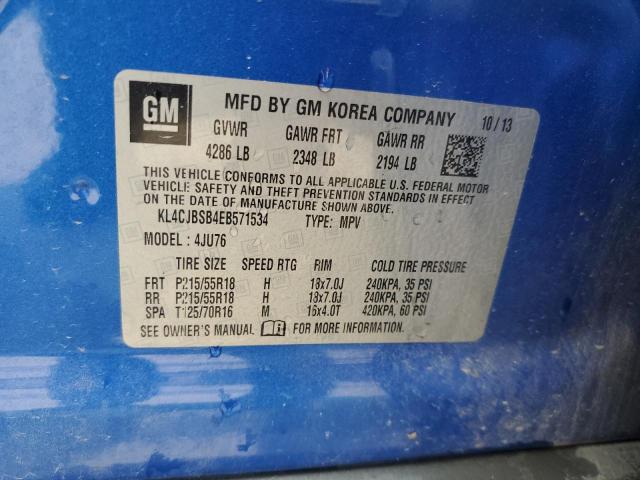 GM
MFD BY GM KOREA COMPANY 10/13
GVWR GAWR FRT GAWR RR
4286 LB 2348 LB 2194 LB
THIS VEHICLE CONFORMS TO ALL APPLICABLE U.S. FEDERAL MOTOR
VEHICLE SAFETY AND THEFT PREVENTION STANDARDS IN EFFECT ON
THE DATE OF MANUFACTURE SHOWN ABOVE.
KL4CJBSB4EB571534 TYPE: MPV
MODEL: 4JU76
TIRE SIZE SPEED RTG RIM COLD TIRE PRESSURE
FRT P215/55R18 H 18x7.0J 240KPA, 35 PSI
RR P215/55R18 H 18x7.0J 240KPA, 35 PSI
SPA T125/70R16 M 16x4.0T 420KPA, 60 PSI
SEE OWNER'S MANUAL FOR MORE INFORMATION.